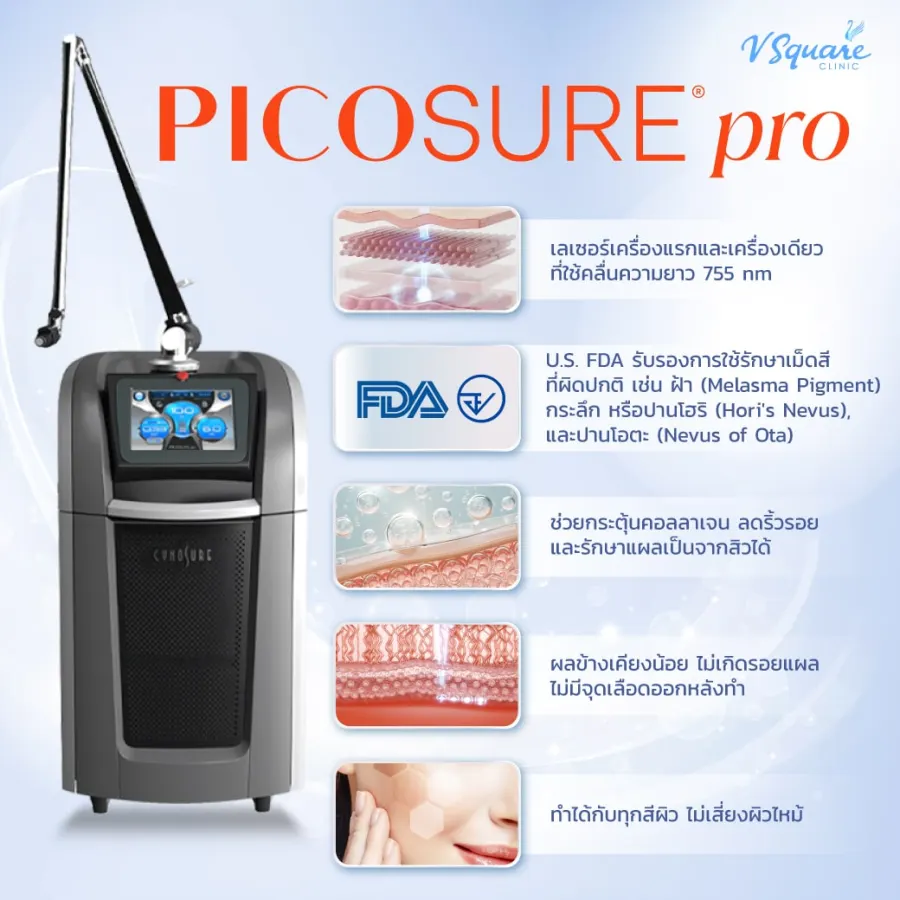 VSquare
CLINIC
PICOSURE® pro
เลเซอร์เครื่องแรกและเครื่องเดียว
ที่ใช้คลื่นความยาว 755 nm
FDA
U.S. FDA รับรองการใช้รักษาเม็ดสี
ที่ผิดปกติ เช่น ฝ้า (Melasma Pigment)
กระลึก หรือปานโฮริ (Hori's Nevus),
และปานโอตะ (Nevus of Ota)
CYNOSURE
ช่วยกระตุ้นคอลลาเจน ลดริ้วรอย
และรักษาแผลเป็นจากสิวได้
ผลข้างเคียงน้อย ไม่เกิดรอยแผล
ไม่มีจุดเลือดออกหลังทำ
ทำได้กับทุกสีผิว ไม่เสี่ยงผิวไหม้